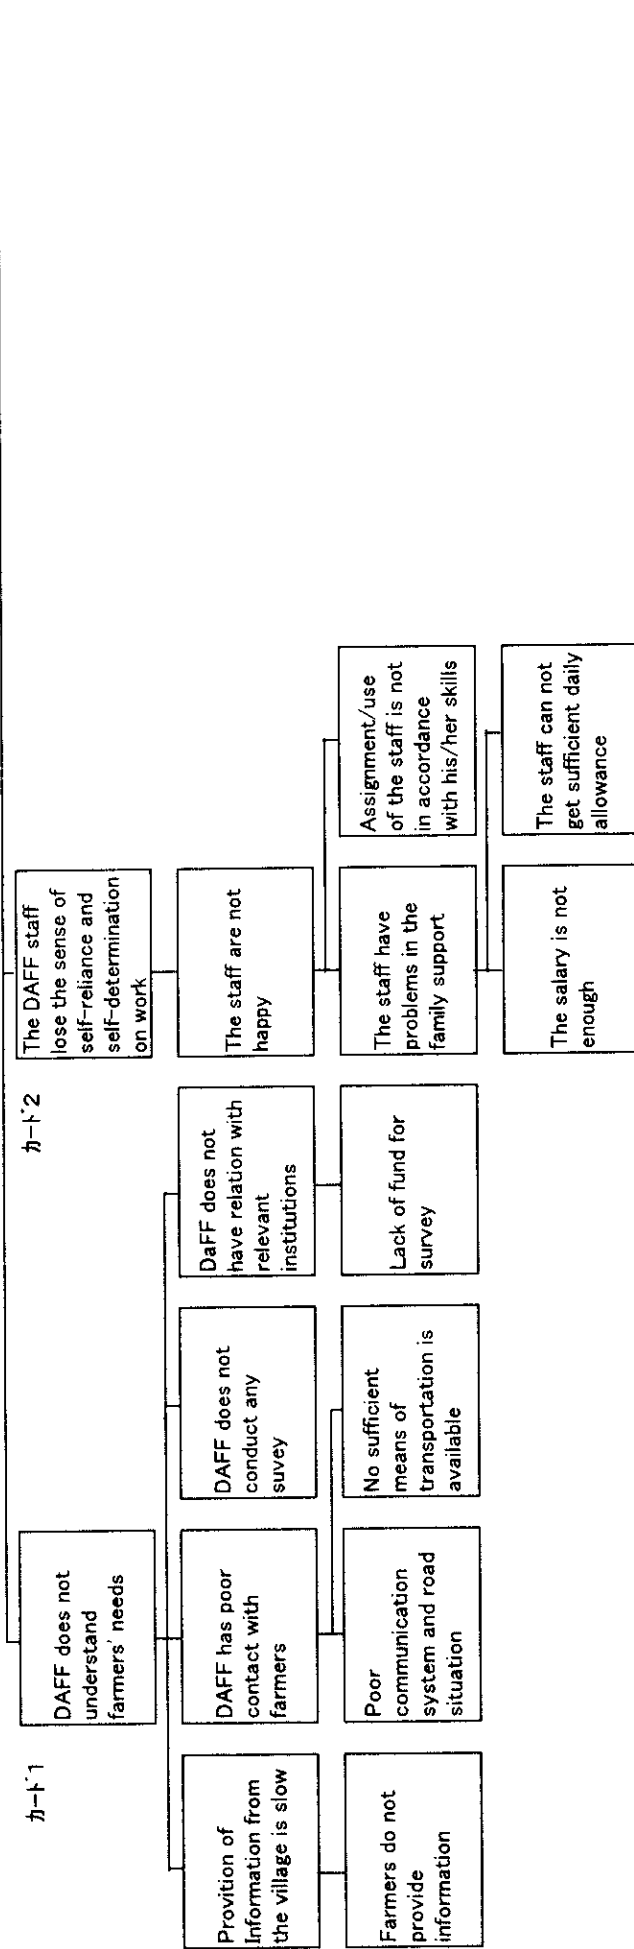 カード1
DAFF does not
understand
farmers' needs
Provition of
Information from
the village is slow
Farmers do not
provide
information
DAFF has poor
contact with
farmers
Poor
communication
system and road
situation
No sufficient
means of
transportation is
available
DAFF does not
conduct any
suvey
DaFF does not
have relation with
relevant
institutions
Lack of fund for
survey
カード2
The DAFF staff
lose the sense of
self-reliance and
self-determination
on work
The staff are not
happy
The staff have
problems in the
family support
Assignment/use
of the staff is not
in accordance
with his/her skills
The salary is not
enough
The staff can not
get sufficient daily
allowance